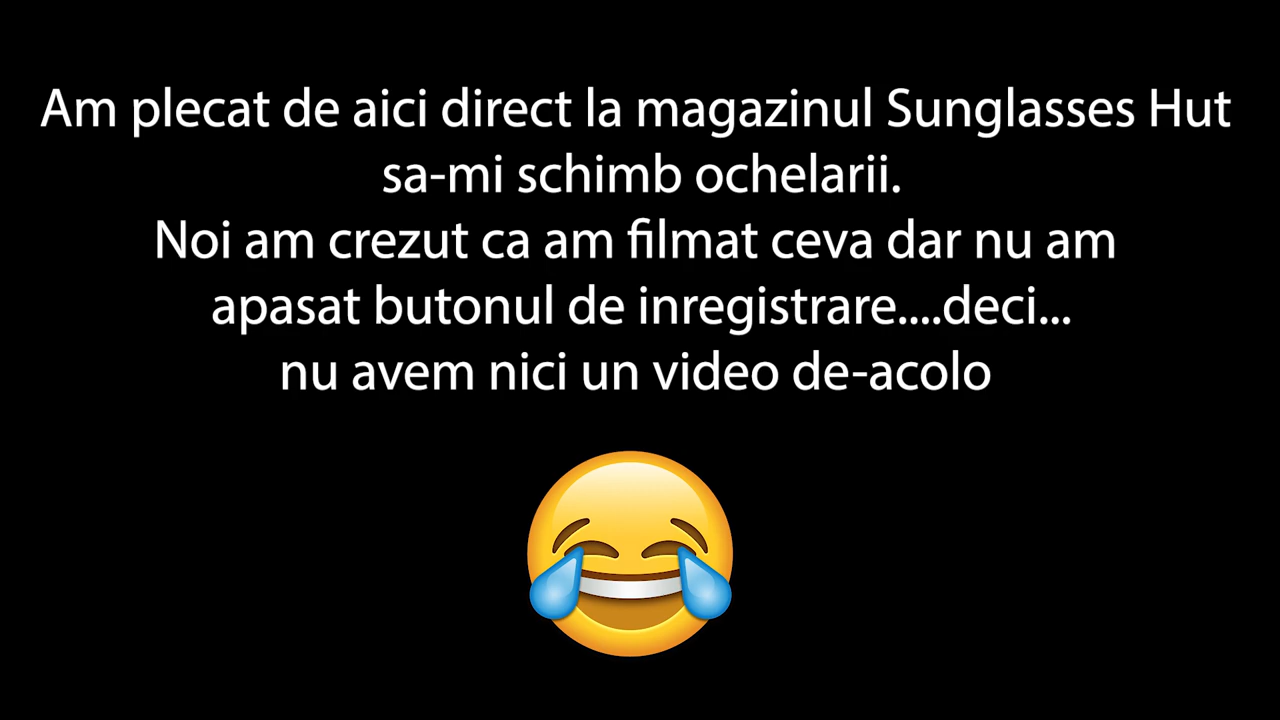 Am plecat de aici direct la magazinul Sunglasses Hut
sa-mi schimb ochelarii.
Noi am crezut ca am filmat ceva dar nu am
apasat butonul de inregistrare....deci...
nu avem nici un video de-acolo